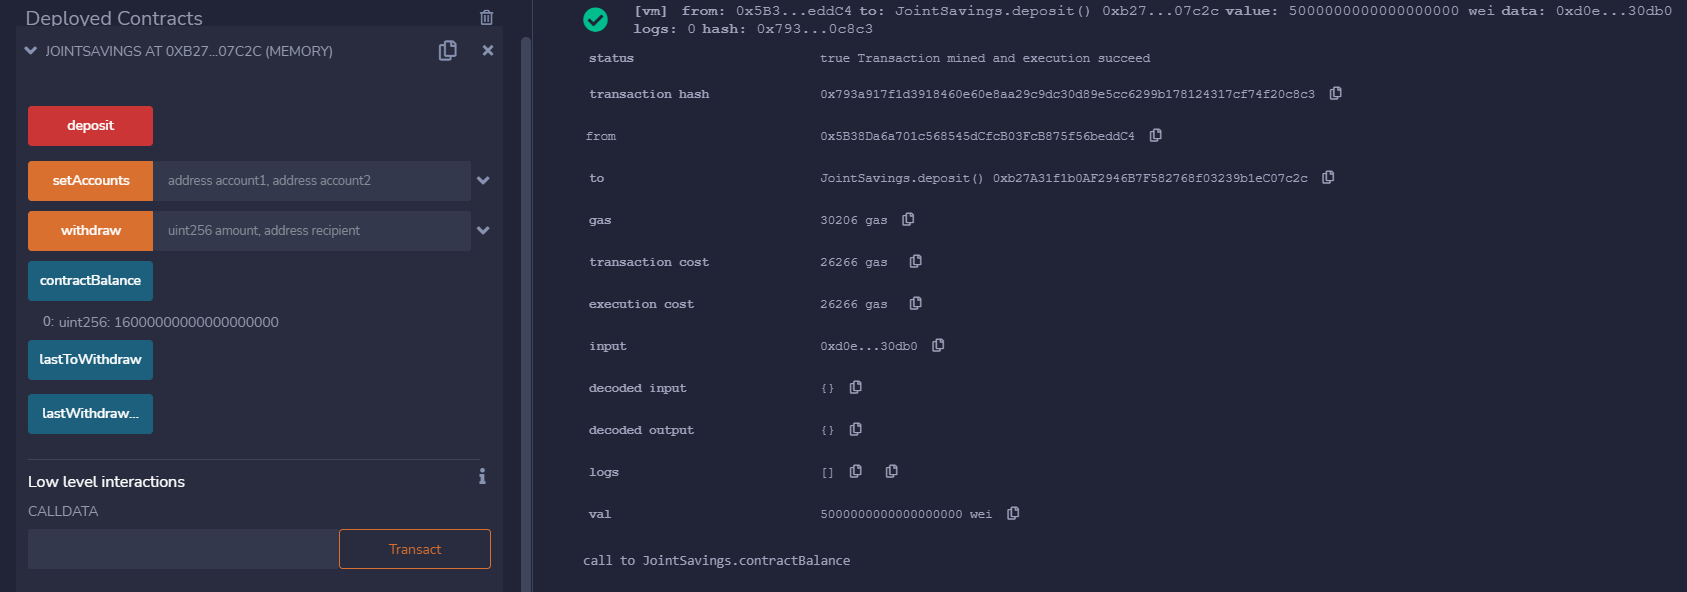 Deployed Contracts
JOINTSAVINGS AT 0XB27...07C2C (MEMORY)
deposit
setAccounts address account1, address account2
withdraw uint256 amount, address recipient
contractBalance
0: uint256: 16000000000000000000
lastToWithdraw
lastWithdraw...
Low level interactions
CALLDATA
Transact
[vm] from: 0x5B3...eddC4 to: JointSavings.deposit() 0xb27...07c2c value: 5000000000000000000 wei data: 0xd0e...30db0
logs: 0 hash: 0x793...0c8c3
status true Transaction mined and execution succeed
transaction hash 0x793a917f1d3918460e60e8aa29c9dc30d89e5cc6299b178124317cf74f20c8c3
from 0x5B38Da6a701c568545dCfcB03FcB875f56beddC4
to JointSavings.deposit() 0xb27A31f1b0AF2946B7F582768f03239b1eC07c2c
gas 30206 gas
transaction cost 26266 gas
execution cost 26266 gas
input 0xd0e...30db0
decoded input {}
decoded output {}
logs []
val 5000000000000000000 wei
call to JointSavings.contractBalance